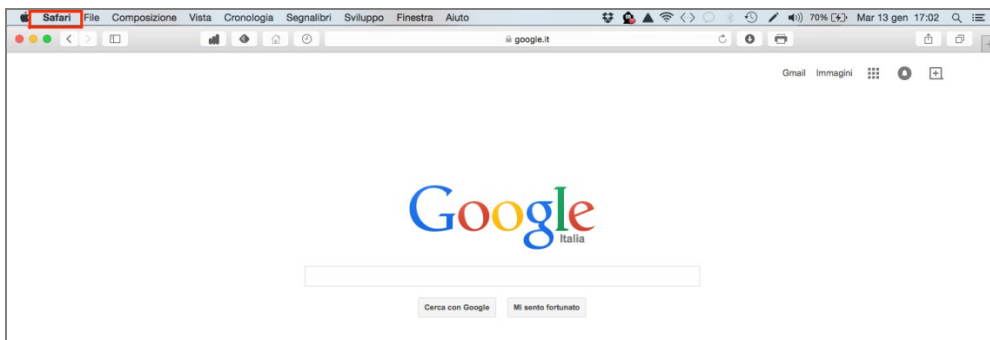 Safari File Composizione Vista Cronologia Segnalibri Sviluppo Finestra Aiuto 70% Mar 13 gen 17:02
google.it
Gmail Immagini
Google
Italia
Cerca con Google Mi sento fortunato